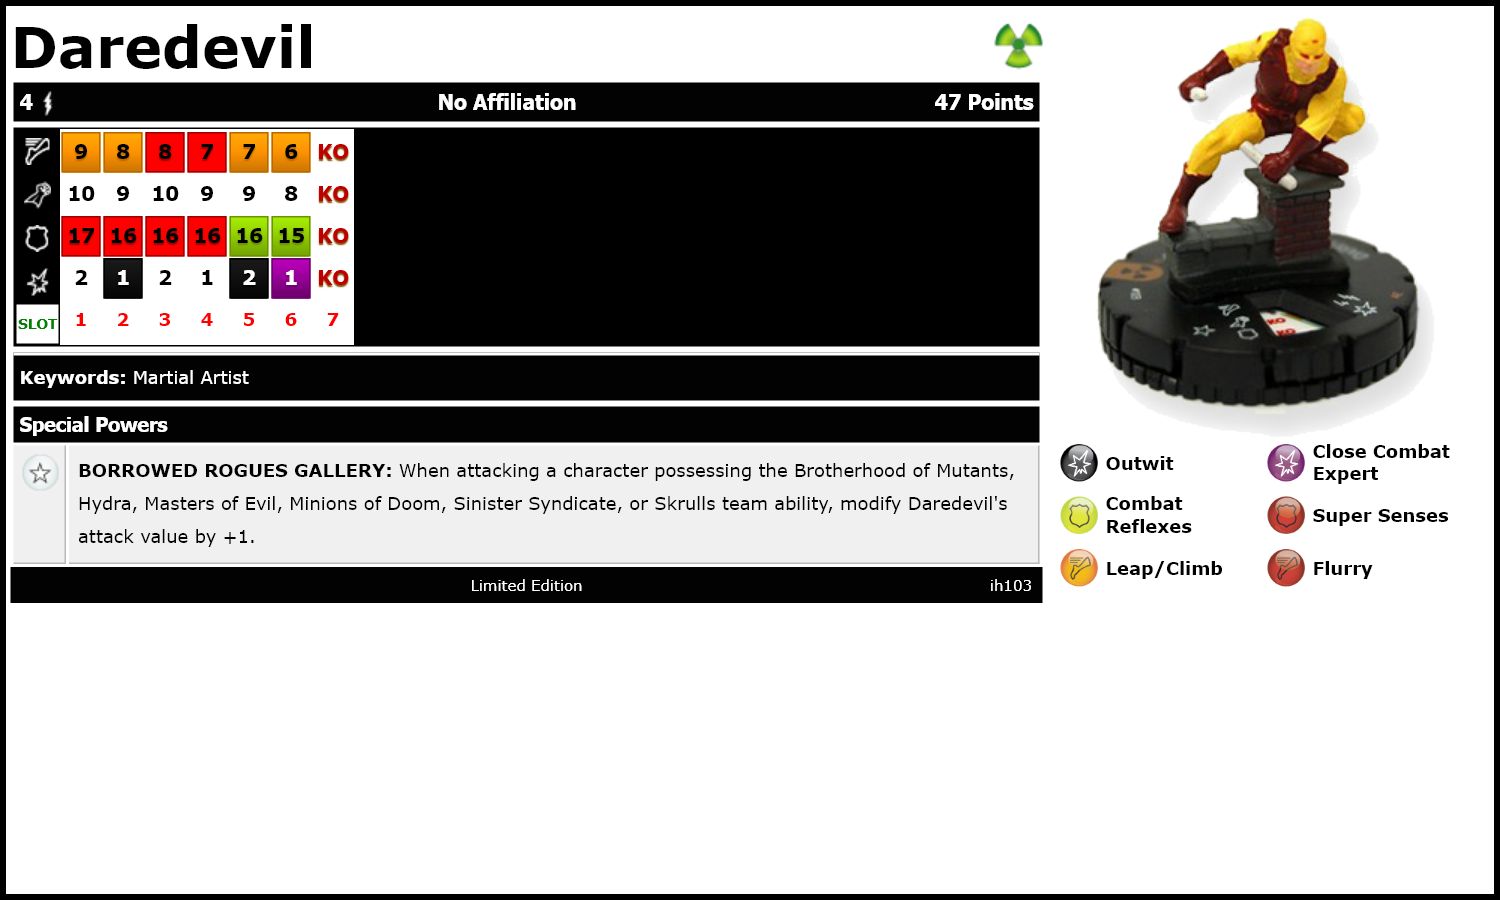 Daredevil
4 No Affiliation 47 Points
9 8 8 7 7 6 KO
10 9 10 9 9 8 KO
17 16 16 16 16 15 KO
2 1 2 1 2 1 KO
SLOT 1 2 3 4 5 6 7
Keywords: Martial Artist
Special Powers
BORROWED ROGUES GALLERY: When attacking a character possessing the Brotherhood of Mutants,
Hydra, Masters of Evil, Minions of Doom, Sinister Syndicate, or Skrulls team ability, modify Daredevil's
attack value by +1.
Limited Edition ih103
KO
KO
Outwit
Close Combat
Expert
Combat
Reflexes
Super Senses
Leap/Climb
Flurry